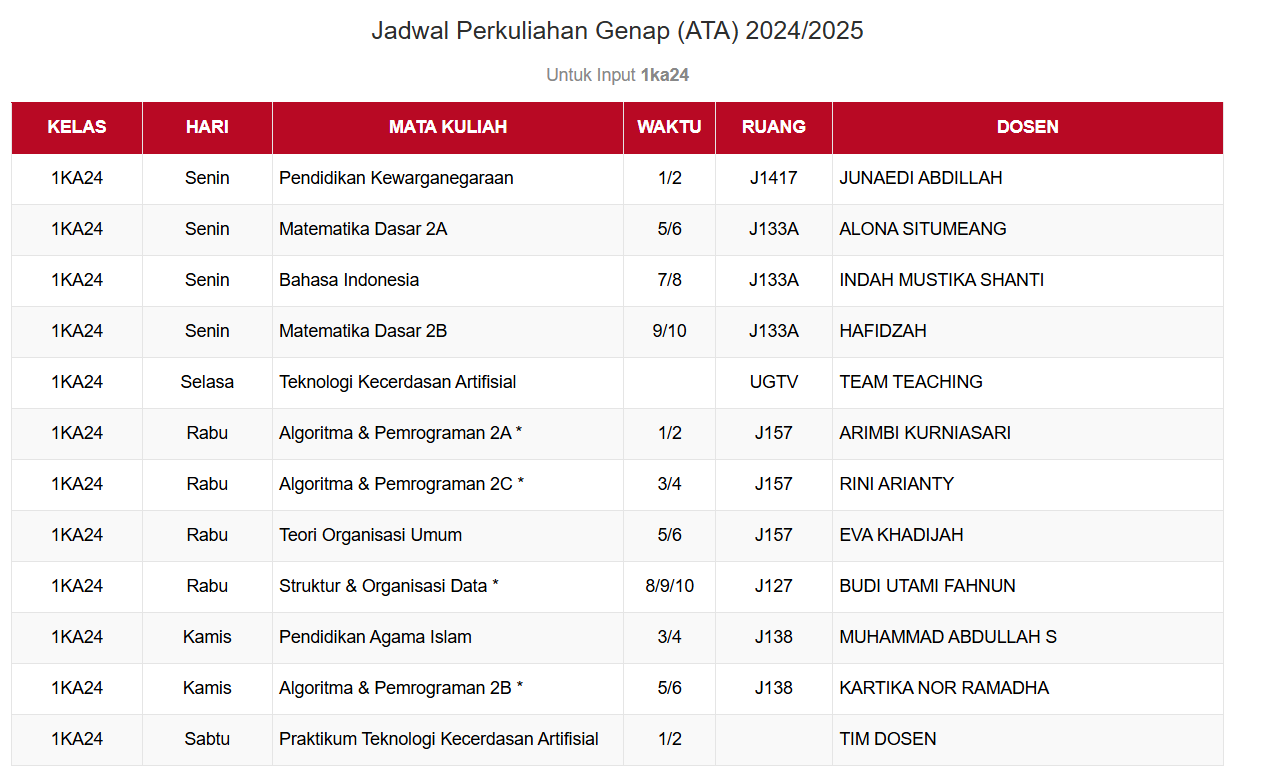 Jadwal Perkuliahan Genap (ATA) 2024/2025
Untuk Input 1ka24
KELAS HARI MATA KULIAH WAKTU RUANG DOSEN
1KA24 Senin Pendidikan Kewarganegaraan 1/2 J1417 JUNAEDI ABDILLAH
1KA24 Senin Matematika Dasar 2A 5/6 J133A ALONA SITUMEANG
1KA24 Senin Bahasa Indonesia 7/8 J133A INDAH MUSTIKA SHANTI
1KA24 Senin Matematika Dasar 2B 9/10 J133A HAFIDZAH
1KA24 Selasa Teknologi Kecerdasan Artifisial UGTV TEAM TEACHING
1KA24 Rabu Algoritma & Pemrograman 2A * 1/2 J157 ARIMBI KURNIASARI
1KA24 Rabu Algoritma & Pemrograman 2C * 3/4 J157 RINI ARIANTY
1KA24 Rabu Teori Organisasi Umum 5/6 J157 EVA KHADIJAH
1KA24 Rabu Struktur & Organisasi Data * 8/9/10 J127 BUDI UTAMI FAHNUN
1KA24 Kamis Pendidikan Agama Islam 3/4 J138 MUHAMMAD ABDULLAH S
1KA24 Kamis Algoritma & Pemrograman 2B * 5/6 J138 KARTIKA NOR RAMADHA
1KA24 Sabtu Praktikum Teknologi Kecerdasan Artifisial 1/2 TIM DOSEN